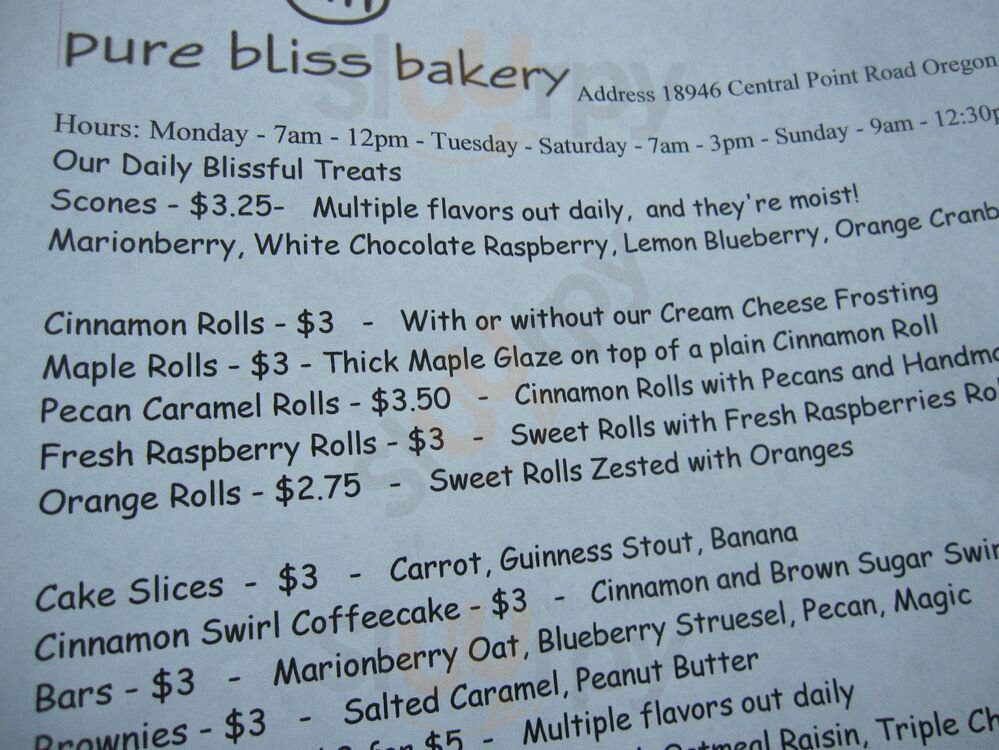 pure bliss bakery
Address 18946 Central Point Road Oregon
Hours: Monday - 7am - 12pm - Tuesday - Saturday - 7am - 3pm - Sunday - 9am - 12:30p
Our Daily Blissful Treats
Scones - $3.25- Multiple flavors out daily, and they're moist!
Marionberry, White Chocolate Raspberry, Lemon Blueberry, Orange Cranb
Cinnamon Rolls - $3 - With or without our Cream Cheese Frosting
Maple Rolls - $3 - Thick Maple Glaze on top of a plain Cinnamon Roll
Pecan Caramel Rolls - $3.50 - Cinnamon Rolls with Pecans and Handma
Fresh Raspberry Rolls - $3 - Sweet Rolls with Fresh Raspberries Ro
Orange Rolls - $2.75 - Sweet Rolls Zested with Oranges
Cake Slices - $3 - Carrot, Guinness Stout, Banana
Cinnamon Swirl Coffeecake - $3 - Cinnamon and Brown Sugar Swir
Bars - $3 - Marionberry Oat, Blueberry Struesel, Pecan, Magic
Brownies - $3 - Salted Caramel, Peanut Butter
for $5 - Multiple flavors out daily
Oatmeal Raisin, Triple Ch